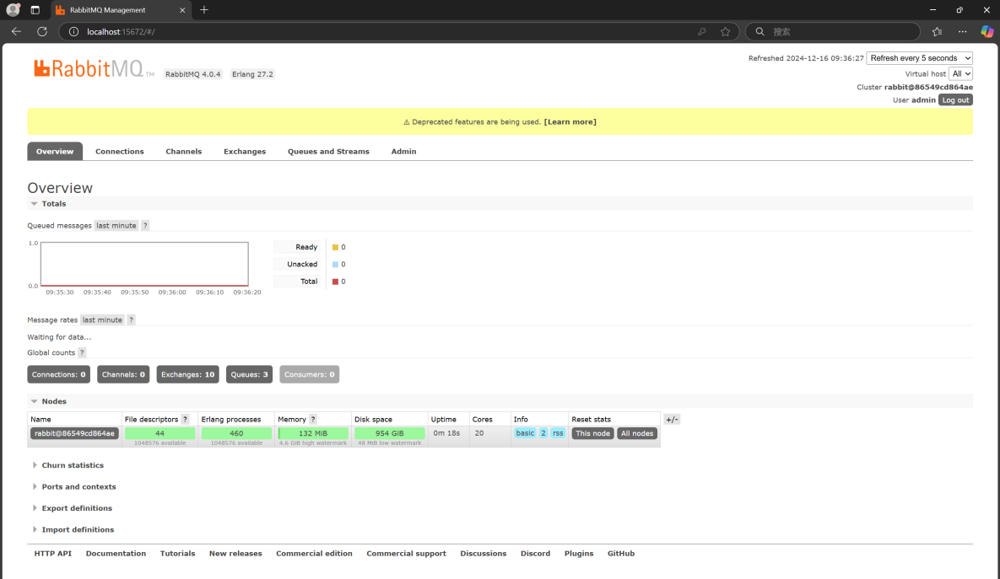 RabbitMQ Management
localhost:15672/#/
搜索
RabbitMQ TM
RabbitMQ 4.0.4 Erlang 27.2
Refreshed 2024-12-16 09:36:27 Refresh every 5 seconds
Virtual host All
Cluster rabbit@86549cd864ae
User admin Log out
⚠ Deprecated features are being used. [Learn more]
Overview Connections Channels Exchanges Queues and Streams Admin
Overview
Totals
Queued messages last minute ?
1.0
0.0
09:35:30 09:35:40 09:35:50 09:36:00 09:36:10 09:36:20
Ready 0
Unacked 0
Total 0
Message rates last minute ?
Waiting for data...
Global counts ?
Connections: 0 Channels: 0 Exchanges: 10 Queues: 3 Consumers: 0
Nodes
Name File descriptors ? Erlang processes Memory ? Disk space Uptime Cores Info Reset stats +/-
rabbit@86549cd864ae 44 460 132 MiB 954 GiB 0m 18s 20 basic 2 rss This node All nodes
1048576 available 1048576 available 4.6 GiB high watermark 48 MiB low watermark
Churn statistics
Ports and contexts
Export definitions
Import definitions
HTTP API Documentation Tutorials New releases Commercial edition Commercial support Discussions Discord Plugins GitHub